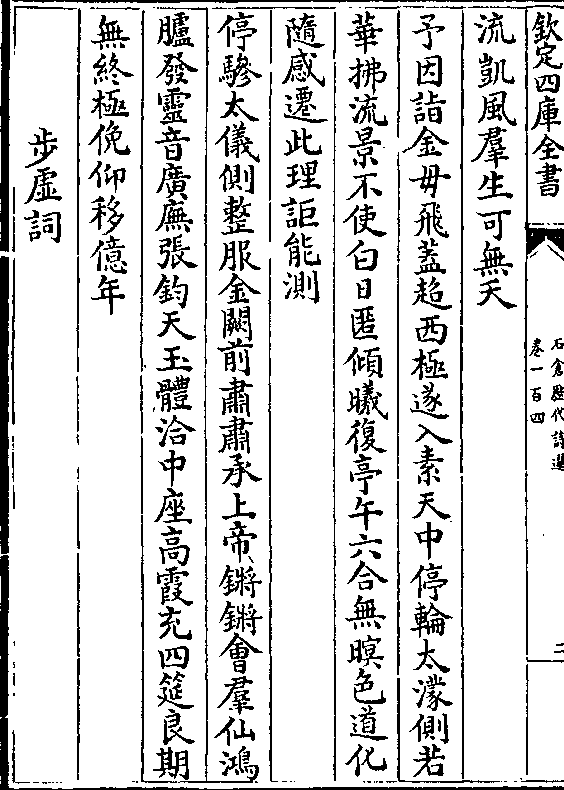 欽定四庫全書
石倉歷代詩選
卷一百四
二
流凱風羣生可無天
予因詣金母飛蓋超西極遂入素天中停輪太濛側若
華拂流景不使白日匿傾曦復亭午六合無暝色道化
隨感遷此理詎能測
停驂太儀側整服金闕前肅肅承上帝鏘鏘會羣仙鴻
臚發靈音廣廡張鈞天玉體洽中座高霞充四筵良期
無終極俛仰移億年
步虛詞